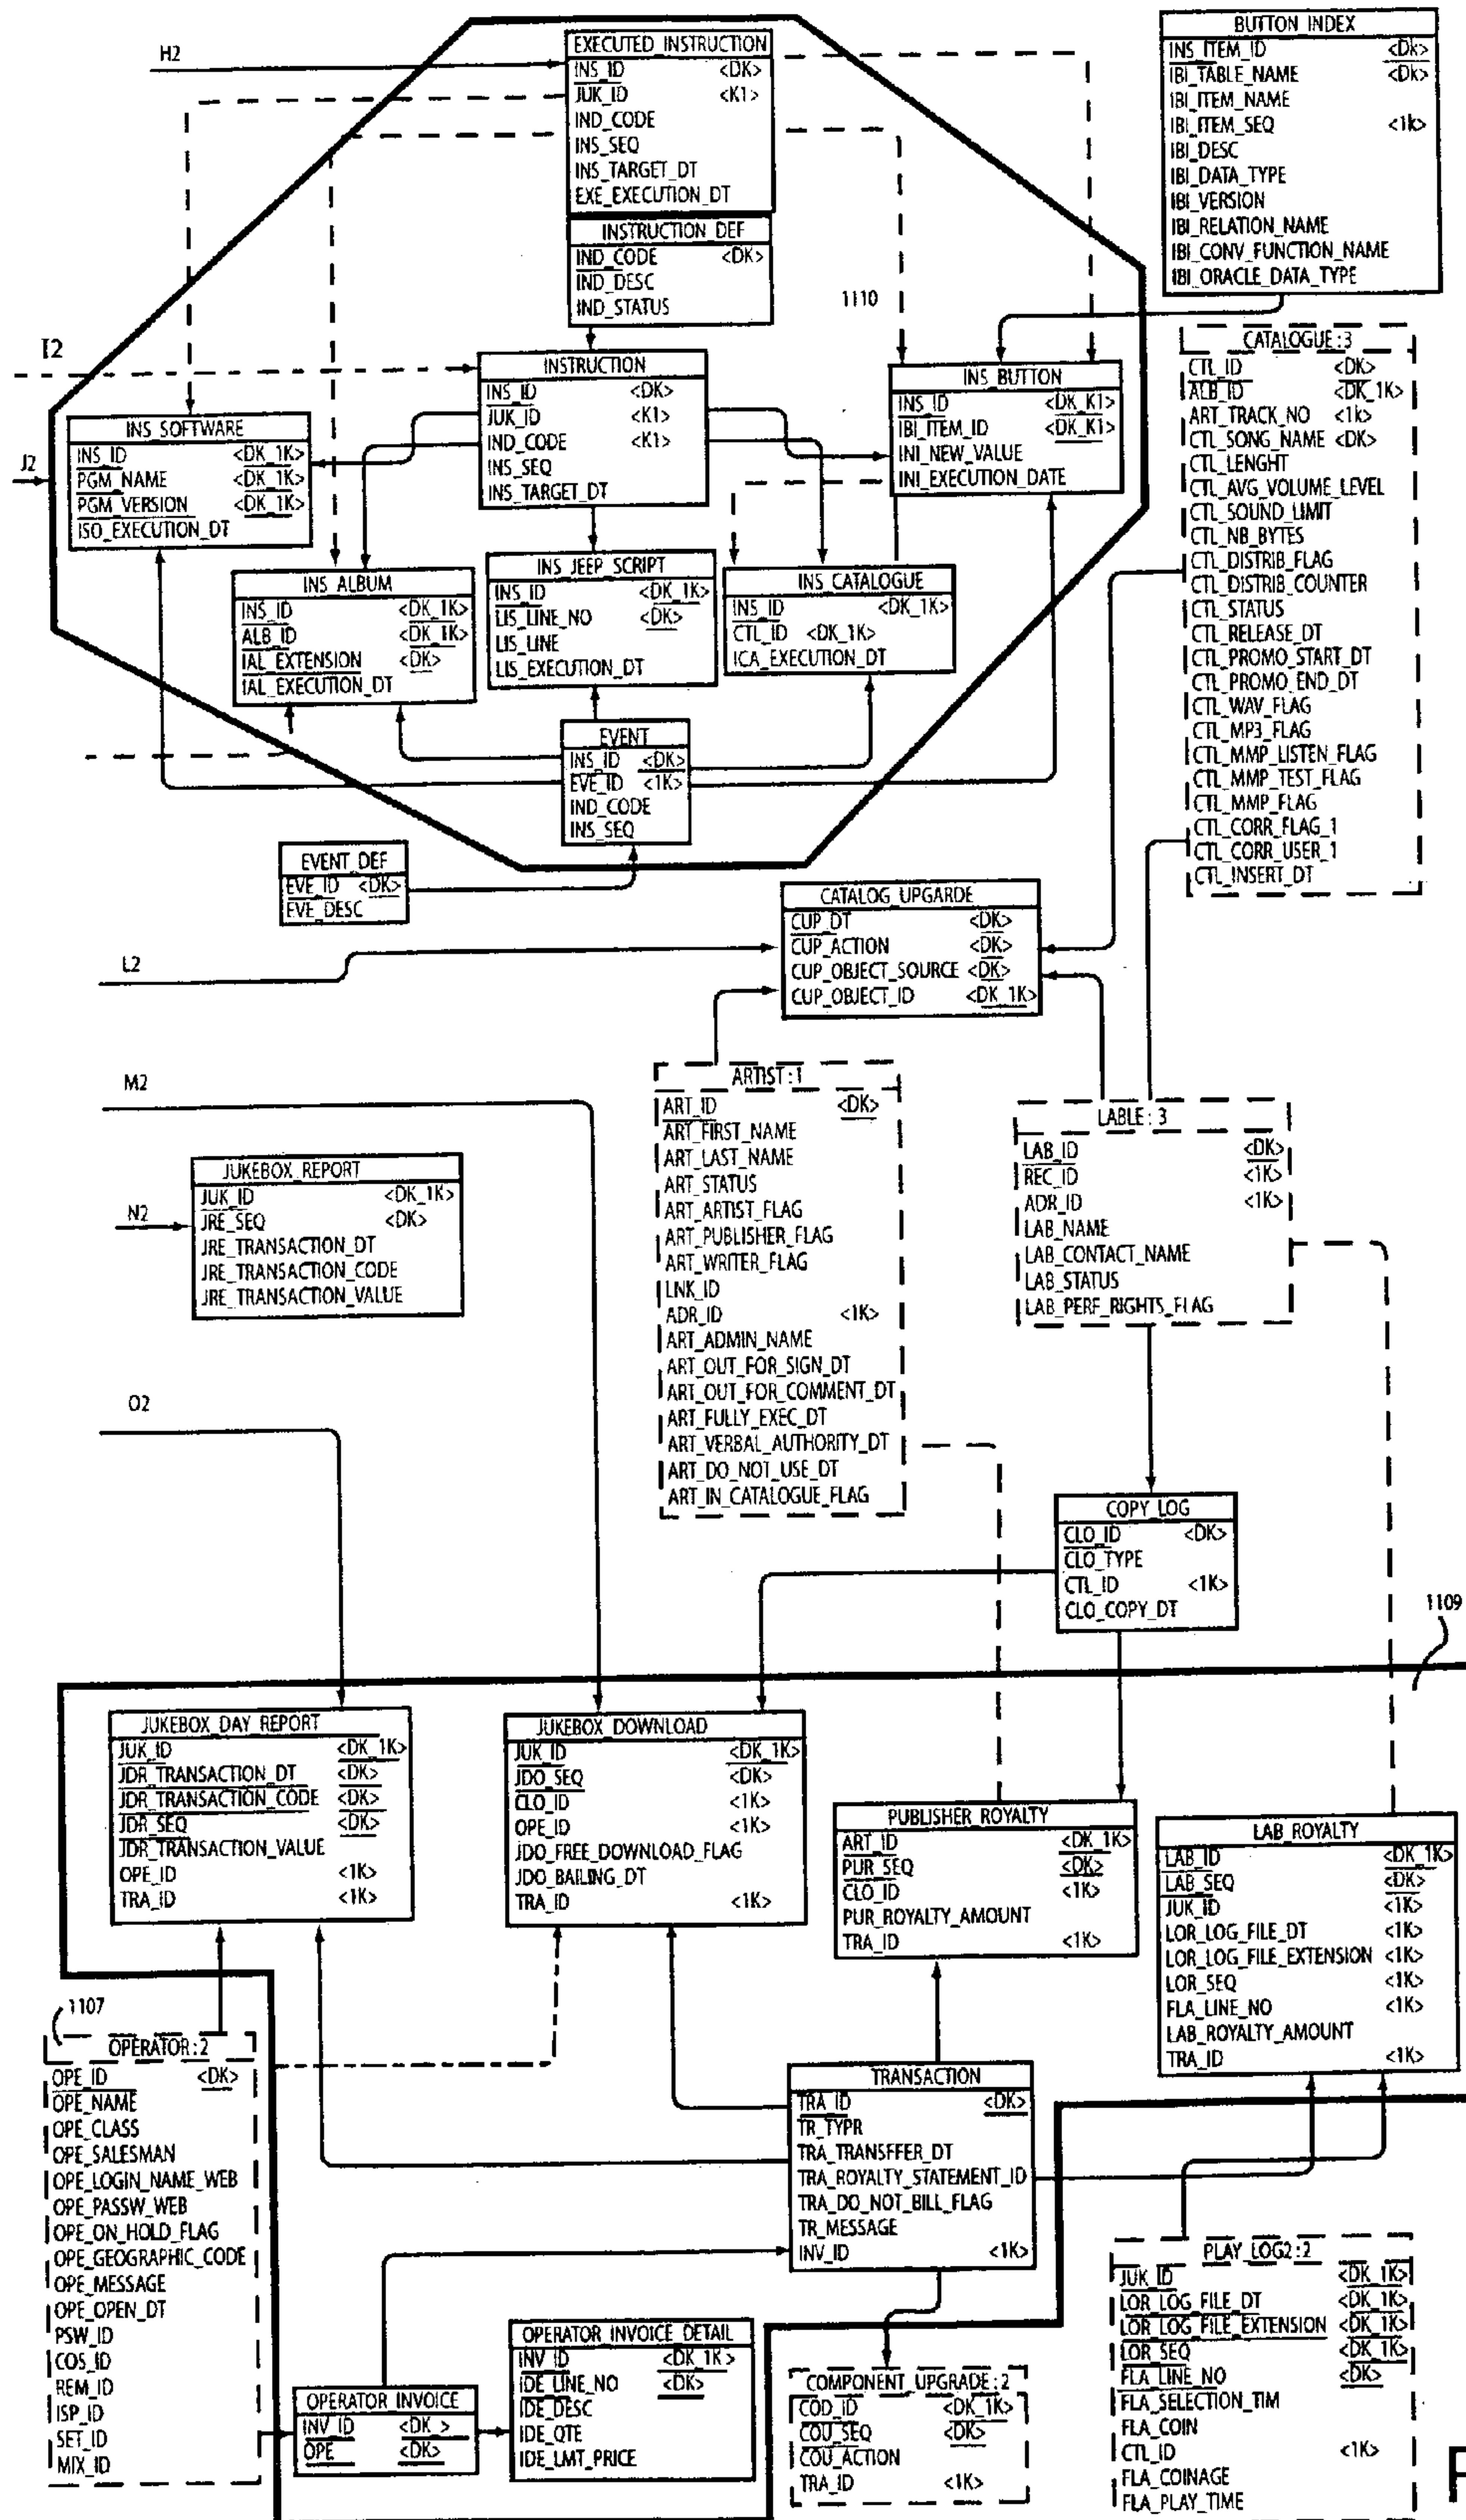 H2
EXECUTED_INSTRUCTION
INS_ID <DK>
JUK_ID <K1>
IND_CODE
INS_SEQ
INS_TARGET_DT
EXE_EXECUTION_DT
INSTRUCTION_DEF
IND_CODE <DK>
IND_DESC
IND_STATUS
BUTTON_INDEX
INS_ITEM_ID <Dk>
IBI_TABLE_NAME <Dk>
IBI_ITEM_NAME
IBI_ITEM_SEQ <1k>
IBI_DESC
IBI_DATA_TYPE
IBI_VERSION
IBI_RELATION_NAME
IBI_CONV_FUNCTION_NAME
IBI_ORACLE_DATA_TYPE
1110
I2
INSTRUCTION
INS_ID <DK>
JUK_ID <K1>
IND_CODE <K1>
INS_SEQ
INS_TARGET_DT
INS_BUTTON
INS_ID <DK_K1>
IBI_ITEM_ID <DK_K1>
INI_NEW_VALUE
INI_EXECUTION_DATE
J2
INS_SOFTWARE
INS_ID <DK_1K>
PGM_NAME <DK_1K>
PGM_VERSION <DK_1K>
ISO_EXECUTION_DT
INS_ALBUM
INS_ID <DK_1K>
ALB_ID <DK_1K>
IAL_EXTENSION <DK>
IAL_EXECUTION_DT
INS_JEEP_SCRIPT
INS_ID <DK_1K>
LIS_LINE_NO <DK>
LIS_LINE
LIS_EXECUTION_DT
INS_CATALOGUE
INS_ID <DK_1K>
CTL_ID <DK_1K>
ICA_EXECUTION_DT
EVENT
INS_ID <DK>
EVE_ID <1K>
IND_CODE
INS_SEQ
EVENT_DEF
EVE_ID <DK>
EVE_DESC
CATALOGUE:3
CTL_ID <DK>
ALB_ID <DK_1K>
ART_TRACK_NO <1k>
CTL_SONG_NAME <DK>
CTL_LENGHT
CTL_AVG_VOLUME_LEVEL
CTL_SOUND_LIMIT
CTL_NB_BYTES
CTL_DISTRIB_FLAG
CTL_DISTRIB_COUNTER
CTL_STATUS
CTL_RELEASE_DT
CTL_PROMO_START_DT
CTL_PROMO_END_DT
CTL_WAV_FLAG
CTL_MP3_FLAG
CTL_MMP_LISTEN_FLAG
CTL_MMP_TEST_FLAG
CTL_MMP_FLAG
CTL_CORR_FLAG_1
CTL_CORR_USER_1
CTL_INSERT_DT
CATALOG_UPGARDE
CUP_DT <DK>
CUP_ACTION <DK>
CUP_OBJECT_SOURCE <DK>
CUP_OBJECT_ID <DK_1K>
L2
M2
N2
O2
JUKEBOX_REPORT
JUK_ID <DK_1K>
JRE_SEQ <DK>
JRE_TRANSACTION_DT
JRE_TRANSACTION_CODE
JRE_TRANSACTION_VALUE
ARTIST:1
ART_ID <DK>
ART_FIRST_NAME
ART_LAST_NAME
ART_STATUS
ART_ARTIST_FLAG
ART_PUBLISHER_FLAG
ART_WRITER_FLAG
LNK_ID
ADR_ID <1K>
ART_ADMIN_NAME
ART_OUT_FOR_SIGN_DT
ART_OUT_FOR_COMMENT_DT
ART_FULLY_EXEC_DT
ART_VERBAL_AUTHORITY_DT
ART_DO_NOT_USE_DT
ART_IN_CATALOGUE_FLAG
LABLE:3
LAB_ID <DK>
REC_ID <1K>
ADR_ID <1K>
LAB_NAME
LAB_CONTACT_NAME
LAB_STATUS
LAB_PERF_RIGHTS_FLAG
COPY_LOG
CLO_ID <DK>
CLO_TYPE
CTL_ID <1K>
CLO_COPY_DT
1109
JUKEBOX_DAY_REPORT
JUK_ID <DK_1K>
JDR_TRANSACTION_DT <DK>
JDR_TRANSACTION_CODE <DK>
JDR_SEQ <DK>
JDR_TRANSACTION_VALUE
OPE_ID <1K>
TRA_ID <1K>
JUKEBOX_DOWNLOAD
JUK_ID <DK_1K>
JDO_SEQ <DK>
CLO_ID <1K>
OPE_ID <1K>
JDO_FREE_DOWNLOAD_FLAG
JDO_BAILING_DT
TRA_ID <1K>
PUBLISHER_ROYALTY
ART_ID <DK_1K>
PUR_SEQ <DK>
CLO_ID <1K>
PUR_ROYALTY_AMOUNT
TRA_ID <1K>
LAB_ROYALTY
LAB_ID <DK_1K>
LAB_SEQ <DK>
JUK_ID <1K>
LOR_LOG_FILE_DT <1K>
LOR_LOG_FILE_EXTENSION <1K>
LOR_SEQ <1K>
FLA_LINE_NO <1K>
LAB_ROYALTY_AMOUNT
TRA_ID <1K>
1107
OPERATOR:2
OPE_ID <DK>
OPE_NAME
OPE_CLASS
OPE_SALESMAN
OPE_LOGIN_NAME_WEB
OPE_PASSW_WEB
OPE_ON_HOLD_FLAG
OPE_GEOGRAPHIC_CODE
OPE_MESSAGE
OPE_OPEN_DT
PSW_ID
COS_ID
REM_ID
ISP_ID
SET_ID
MIX_ID
TRANSACTION
TRA_ID <DK>
TR_TYPR
TRA_TRANSFFER_DT
TRA_ROYALTY_STATEMENT_ID
TRA_DO_NOT_BILL_FLAG
TR_MESSAGE
INV_ID <1K>
OPERATOR_INVOICE
INV_ID <DK_>
OPE <DK>
OPERATOR_INVOICE_DETAIL
INV_ID <DK_1K>
IDE_LINE_NO <DK>
IDE_DESC
IDE_QTE
IDE_LMT_PRICE
COMPONENT_UPGRADE:2
COD_ID <DK_1K>
COU_SEQ <DK>
COU_ACTION
TRA_ID <1K>
PLAY_LOG2:2
JUK_ID <DK_1K>
LOR_LOG_FILE_DT <DK_1K>
LOR_LOG_FILE_EXTENSION <DK_1K>
LOR_SEQ <DK_1K>
FLA_LINE_NO <DK>
FLA_SELECTION_TIM
FLA_COIN
CTL_ID <1K>
FLA_COINAGE
FLA_PLAY_TIME